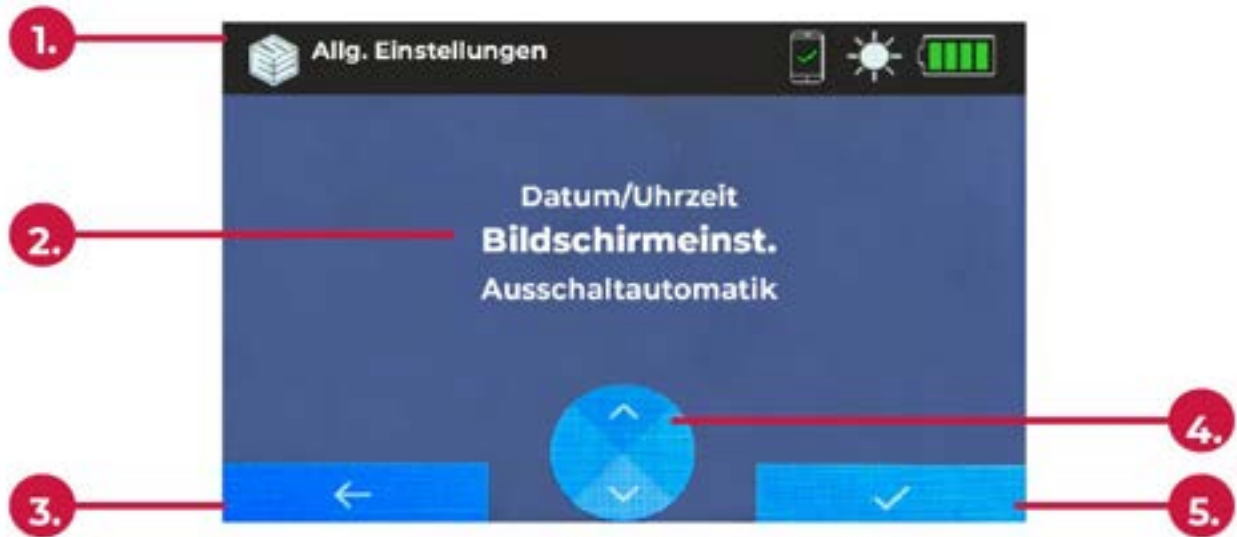 1.
Allg. Einstellungen
Datum/Uhrzeit
2.
Bildschirmeinst.
Ausschaltautomatik
4.
3.
5.